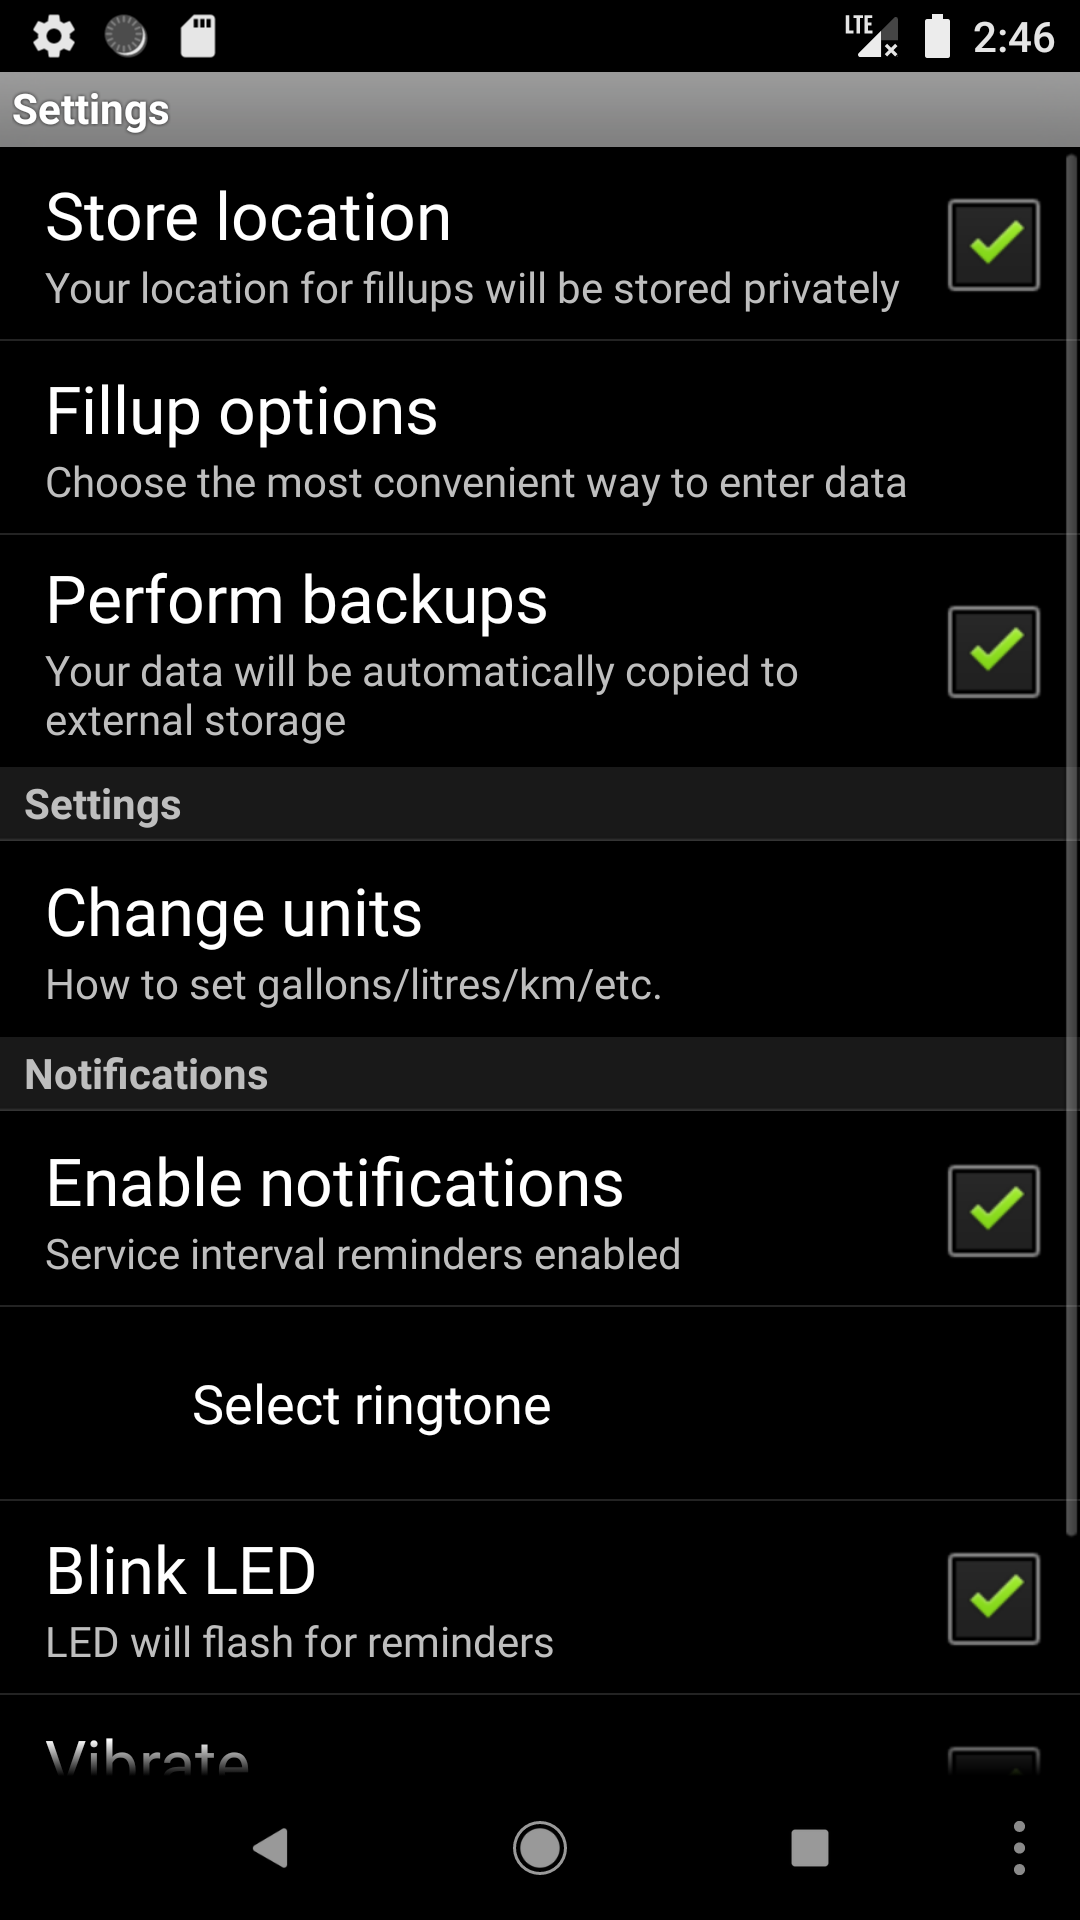 LTE 2:46
Settings
Store location
Your location for fillups will be stored privately
Fillup options
Choose the most convenient way to enter data
Perform backups
Your data will be automatically copied to
external storage
Settings
Change units
How to set gallons/litres/km/etc.
Notifications
Enable notifications
Service interval reminders enabled
Select ringtone
Blink LED
LED will flash for reminders
Vibrate